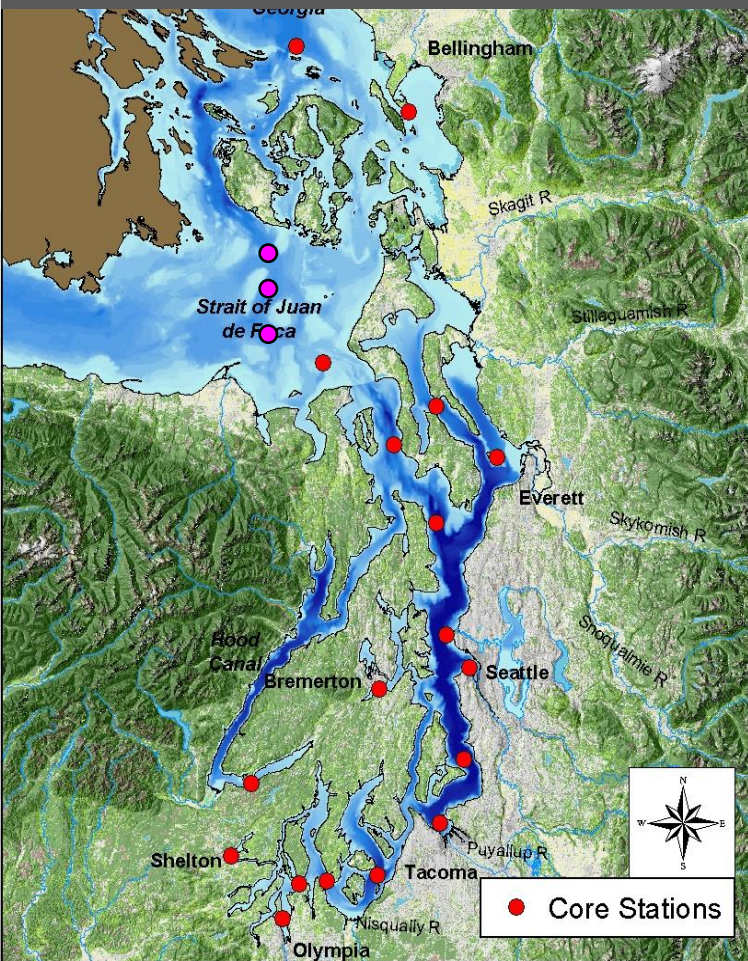 Georgia
Bellingham
Skagit R
Strait of Juan
de Fuca
Stillaguamish R
Everett
Skykomish R
Snoqualmie R
Hood
Canal
Bremerton
Seattle
N
W
E
S
Puyallup R
Shelton
Tacoma
Core Stations
Nisqually R
Olympia